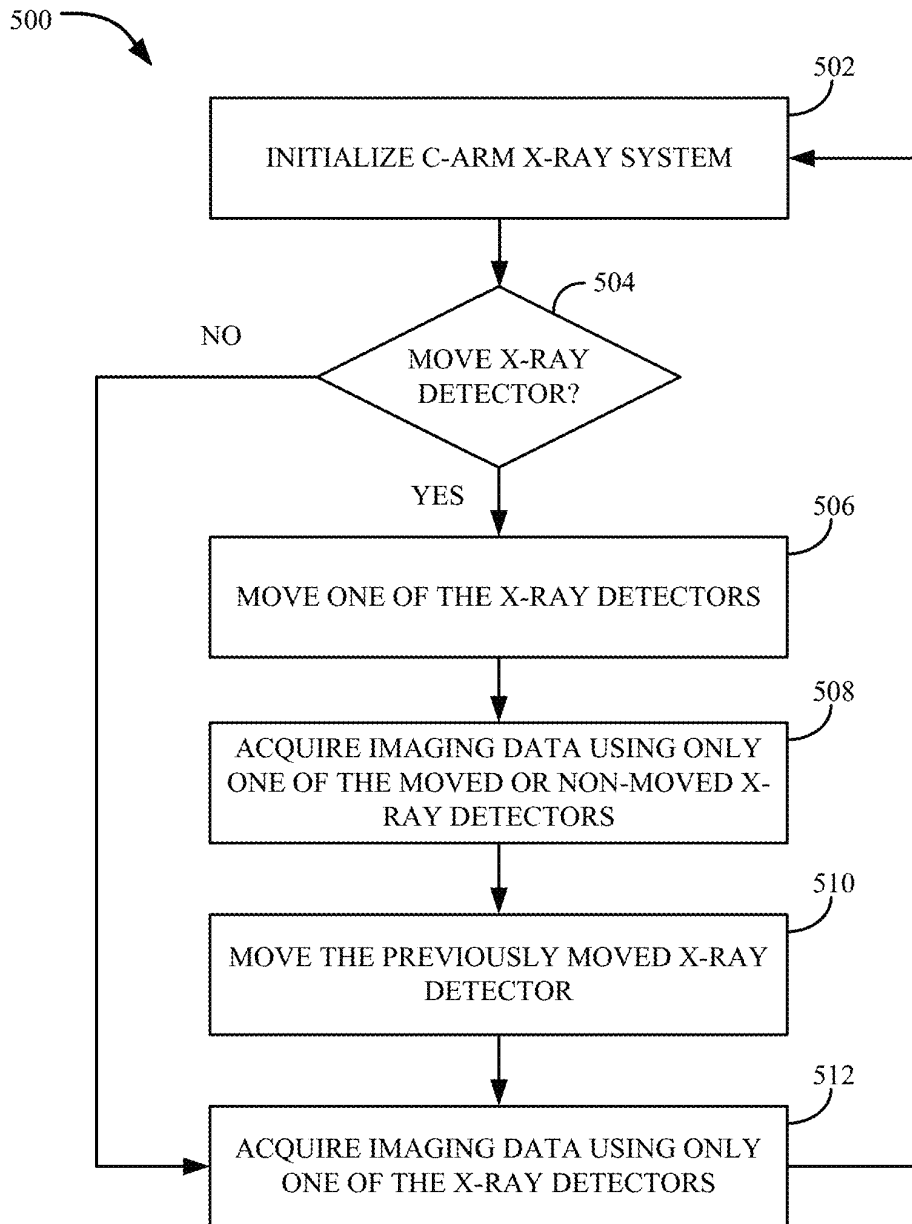 500
502
INITIALIZE C-ARM X-RAY SYSTEM
504
NO
MOVE X-RAY
DETECTOR?
YES
506
MOVE ONE OF THE X-RAY DETECTORS
508
ACQUIRE IMAGING DATA USING ONLY
ONE OF THE MOVED OR NON-MOVED X-
RAY DETECTORS
510
MOVE THE PREVIOUSLY MOVED X-RAY
DETECTOR
512
ACQUIRE IMAGING DATA USING ONLY
ONE OF THE X-RAY DETECTORS